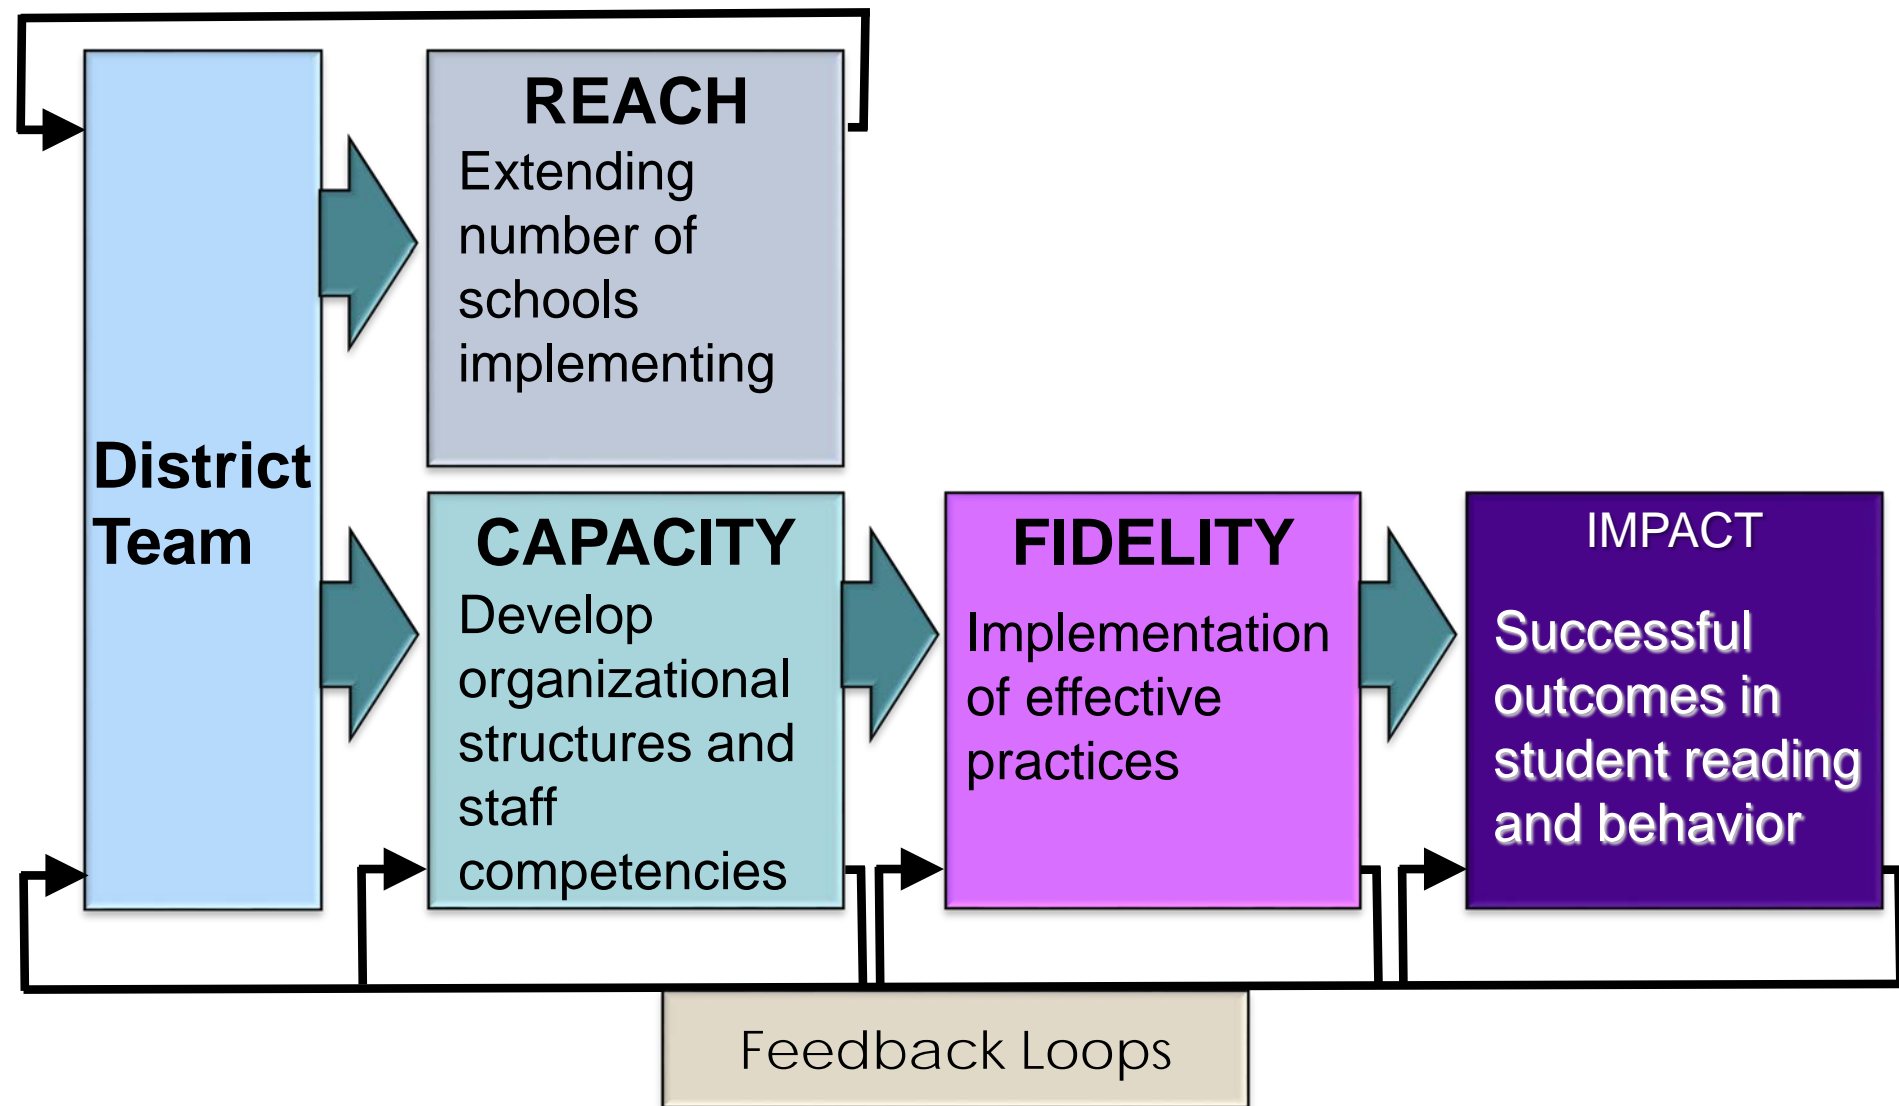 District
Team
REACH
Extending
number of
schools
implementing
CAPACITY
Develop
organizational
structures and
staff
competencies
FIDELITY
Implementation
of effective
practices
IMPACT
Successful
outcomes in
student reading
and behavior
Feedback Loops